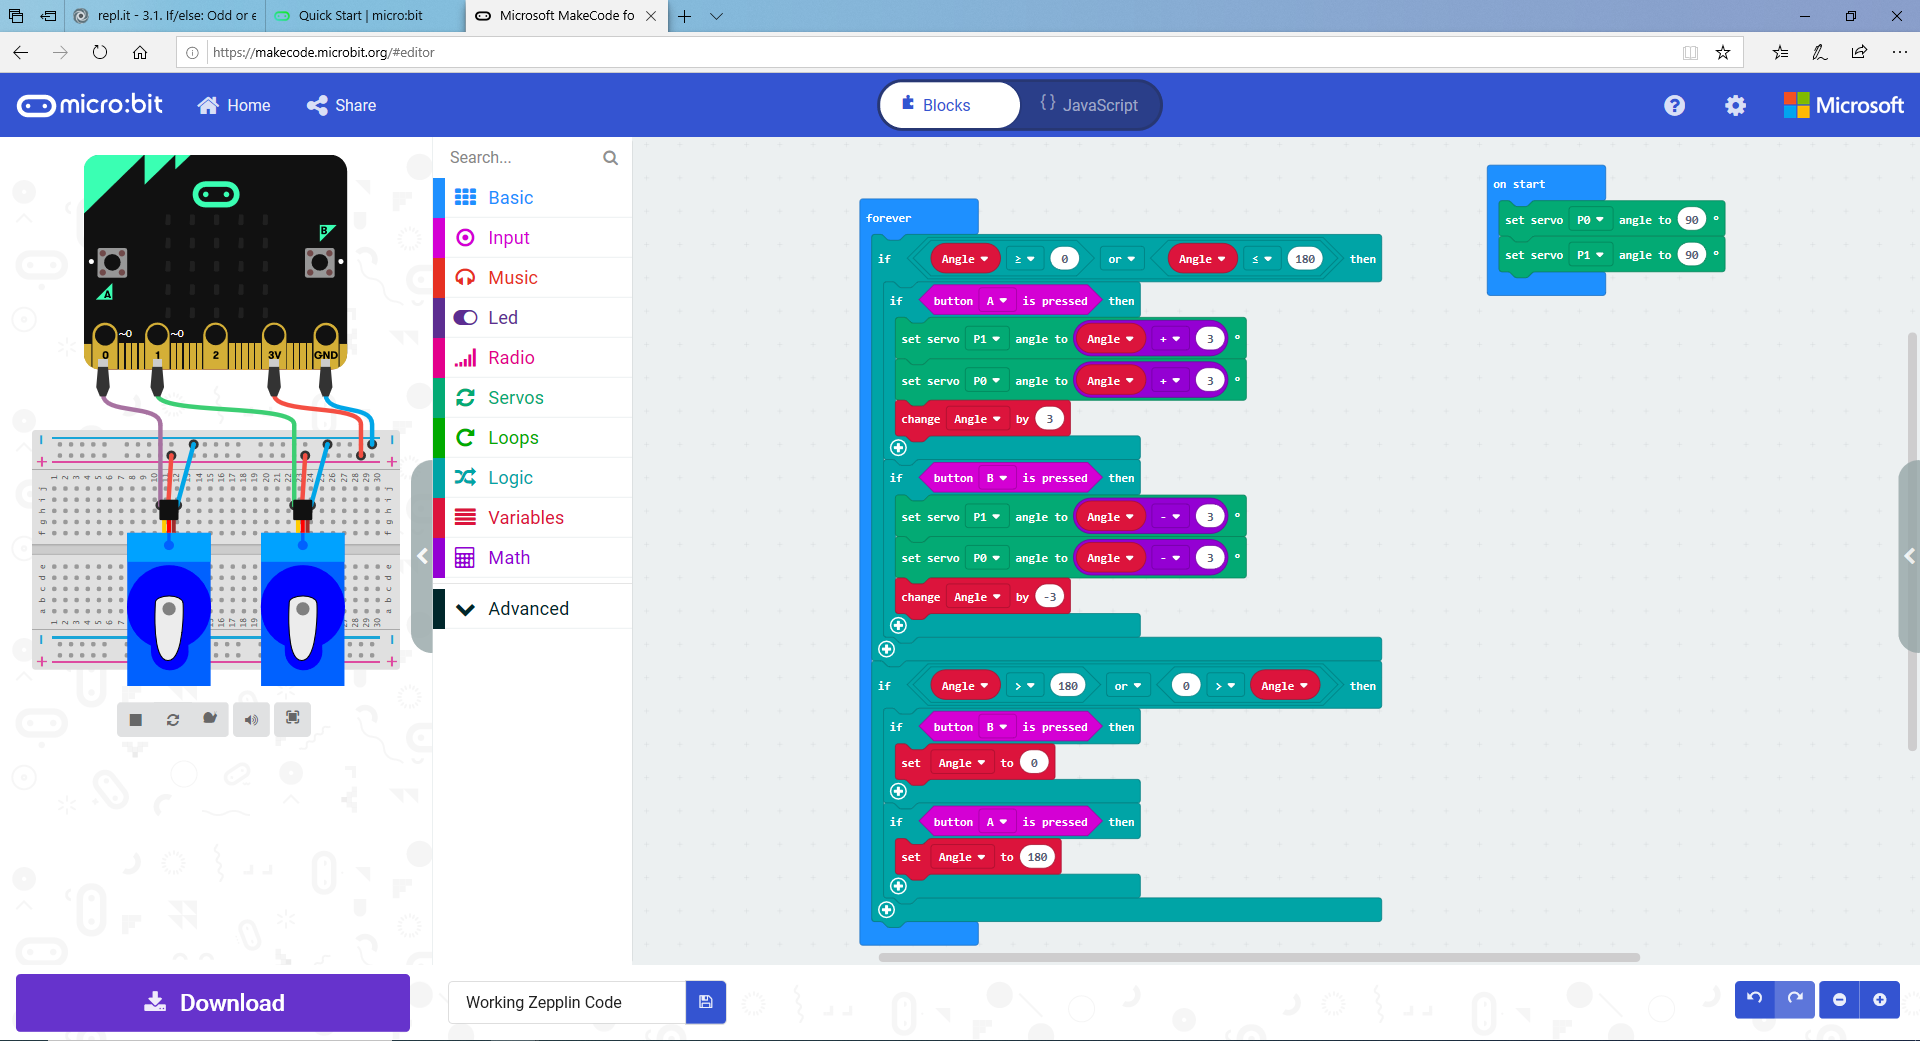 repl.it - 3.1. If/else: Odd or e
Quick Start | micro:bit
Microsoft MakeCode fo
https://makecode.microbit.org/#editor
micro:bit
Home
Share
Blocks
{} JavaScript
?
Microsoft
Search...
Basic
Input
Music
Led
Radio
Servos
Loops
Logic
Variables
Math
Advanced
A
B
~0
~0
0
1
2
3V
GND
forever
if Angle ≥ 0 or Angle ≤ 180 then
if button A is pressed then
set servo P1 angle to Angle + 3 °
set servo P0 angle to Angle + 3 °
change Angle by 3
if button B is pressed then
set servo P1 angle to Angle - 3 °
set servo P0 angle to Angle - 3 °
change Angle by -3
if Angle > 180 or 0 > Angle then
if button B is pressed then
set Angle to 0
if button A is pressed then
set Angle to 180
on start
set servo P0 angle to 90 °
set servo P1 angle to 90 °
Download
Working Zepplin Code